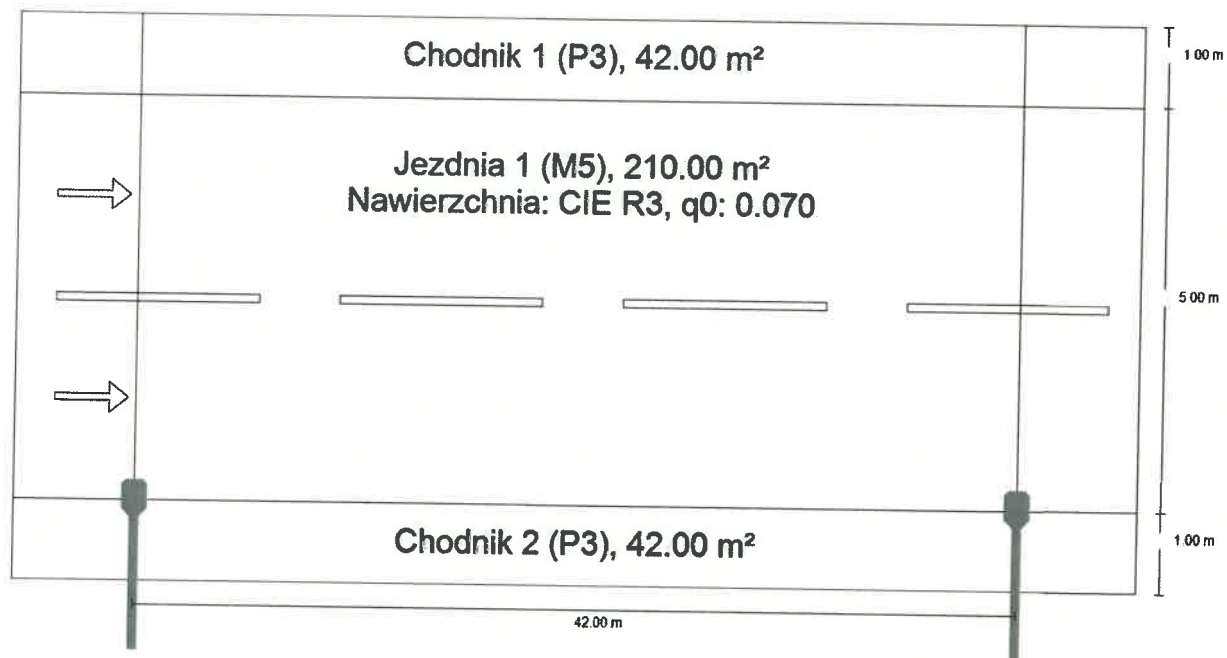 Chodnik 1 (P3), 42.00 m²
1 00 m
Jezdnia 1 (M5), 210.00 m²
Nawierzchnia: CIE R3, q0: 0.070
5 00 m
Chodnik 2 (P3), 42.00 m²
1 00 m
42.00 m